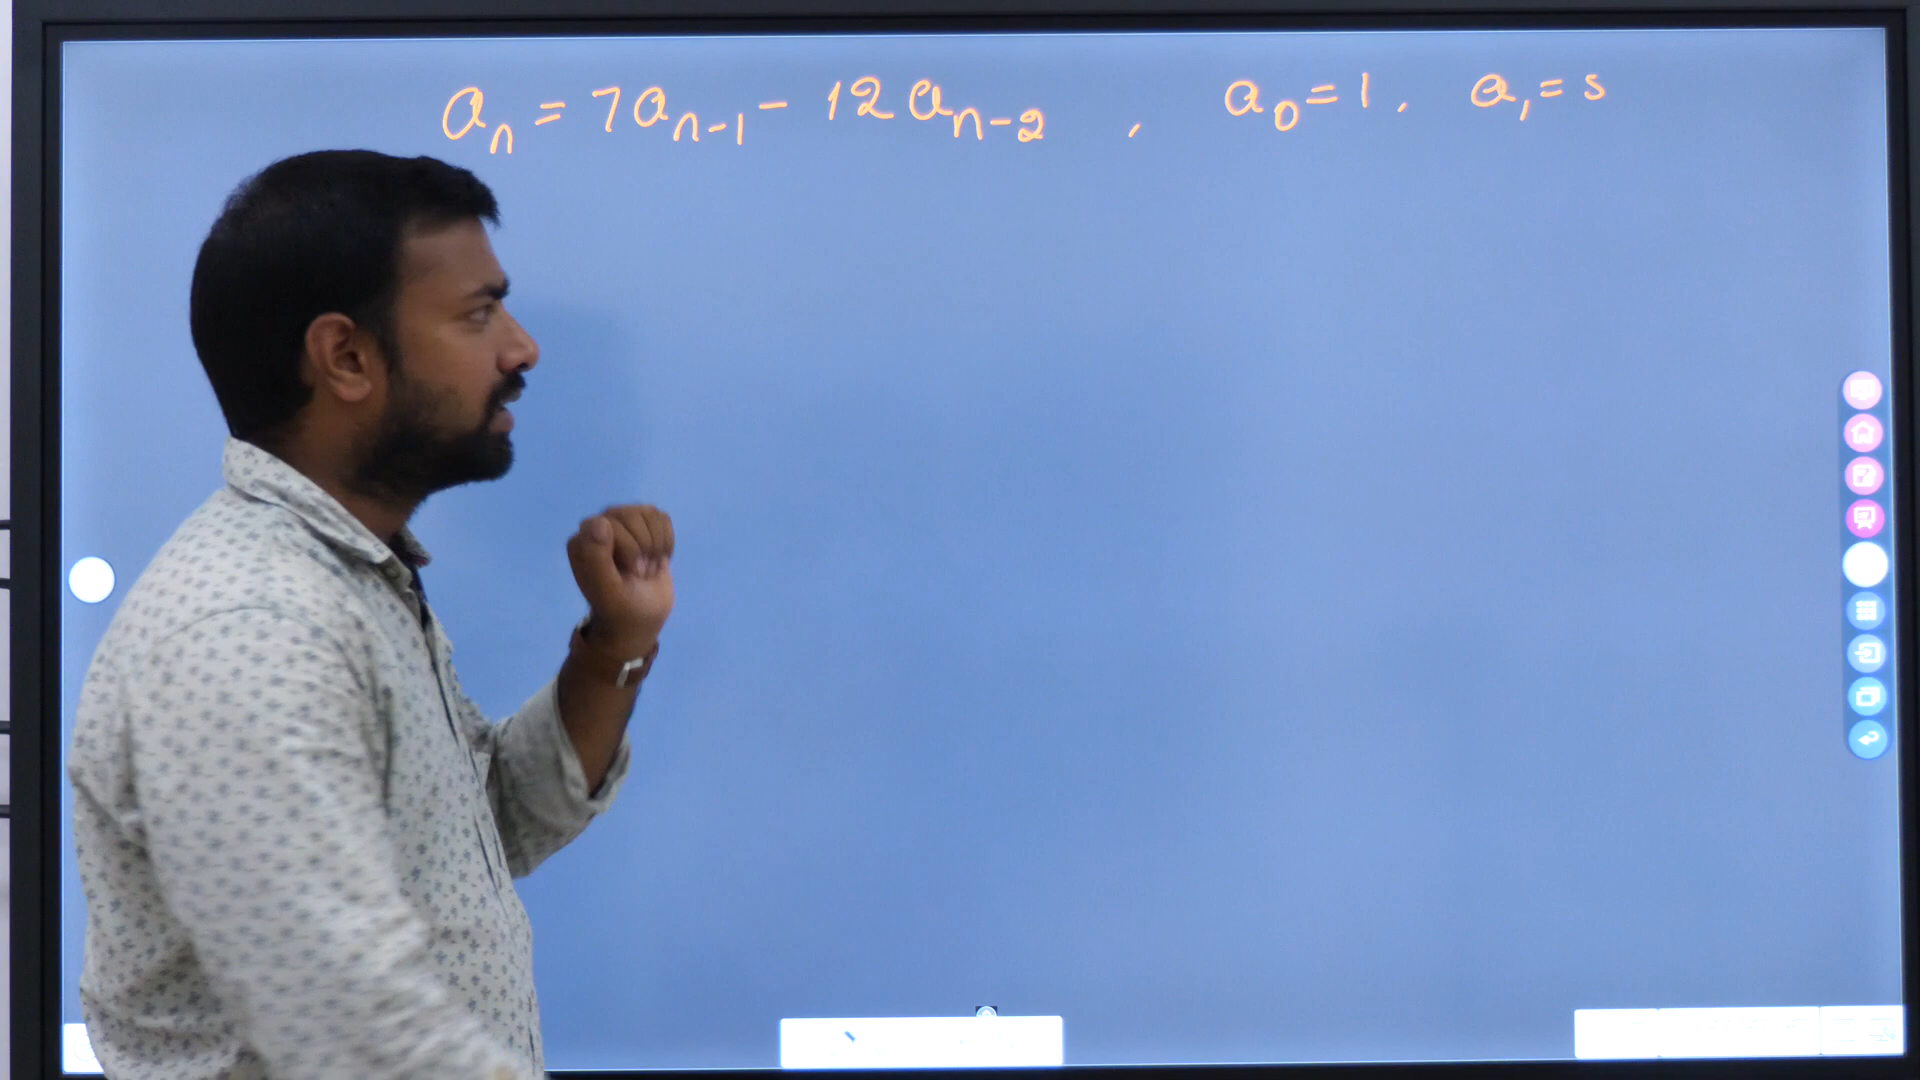 aₙ = 7aₙ₋₁ − 12aₙ₋₂ , a₀ = 1, a₁ = 5